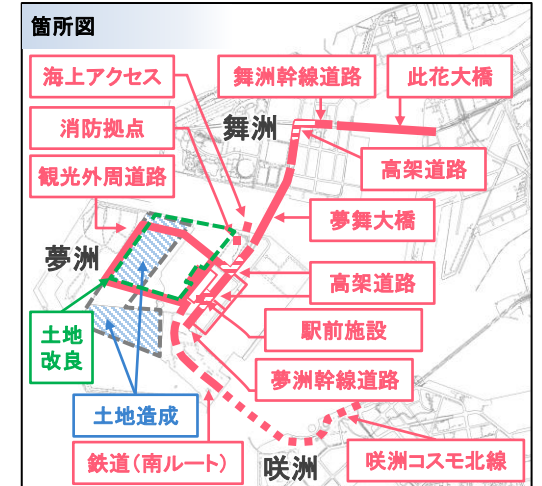 箇所図
海上アクセス
舞洲幹線道路
此花大橋
消防拠点
舞洲
高架道路
観光外周道路
夢舞大橋
夢洲
高架道路
土地
改良
駅前施設
夢洲幹線道路
土地造成
鉄道(南ルート)
咲洲
咲洲コスモ北線